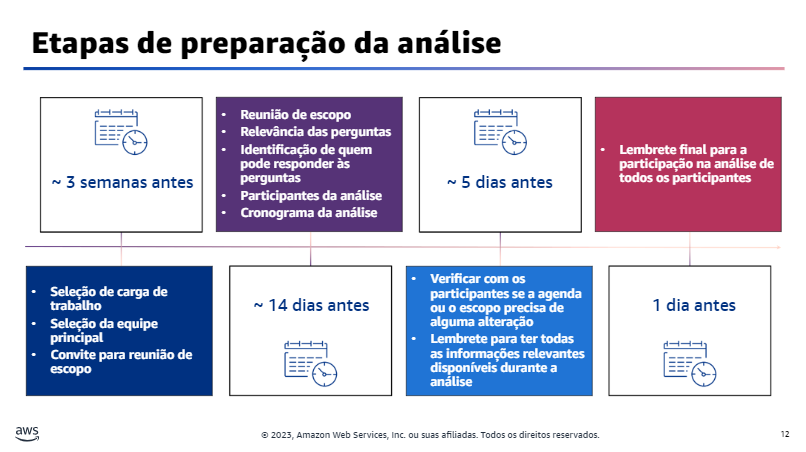 Etapas de preparação da análise
~ 3 semanas antes
• Seleção de carga de
trabalho
• Seleção da equipe
principal
• Convite para reunião de
escopo
• Reunião de escopo
• Relevância das perguntas
• Identificação de quem
pode responder às
perguntas
• Participantes da análise
• Cronograma da análise
~ 14 dias antes
~ 5 dias antes
• Verificar com os
participantes se a agenda
ou o escopo precisa de
alguma alteração
• Lembrete para ter todas
as informações relevantes
disponíveis durante a
análise
• Lembrete final para a
participação na análise de
todos os participantes
1 dia antes
aws
© 2023, Amazon Web Services, Inc. ou suas afiliadas. Todos os direitos reservados.
12